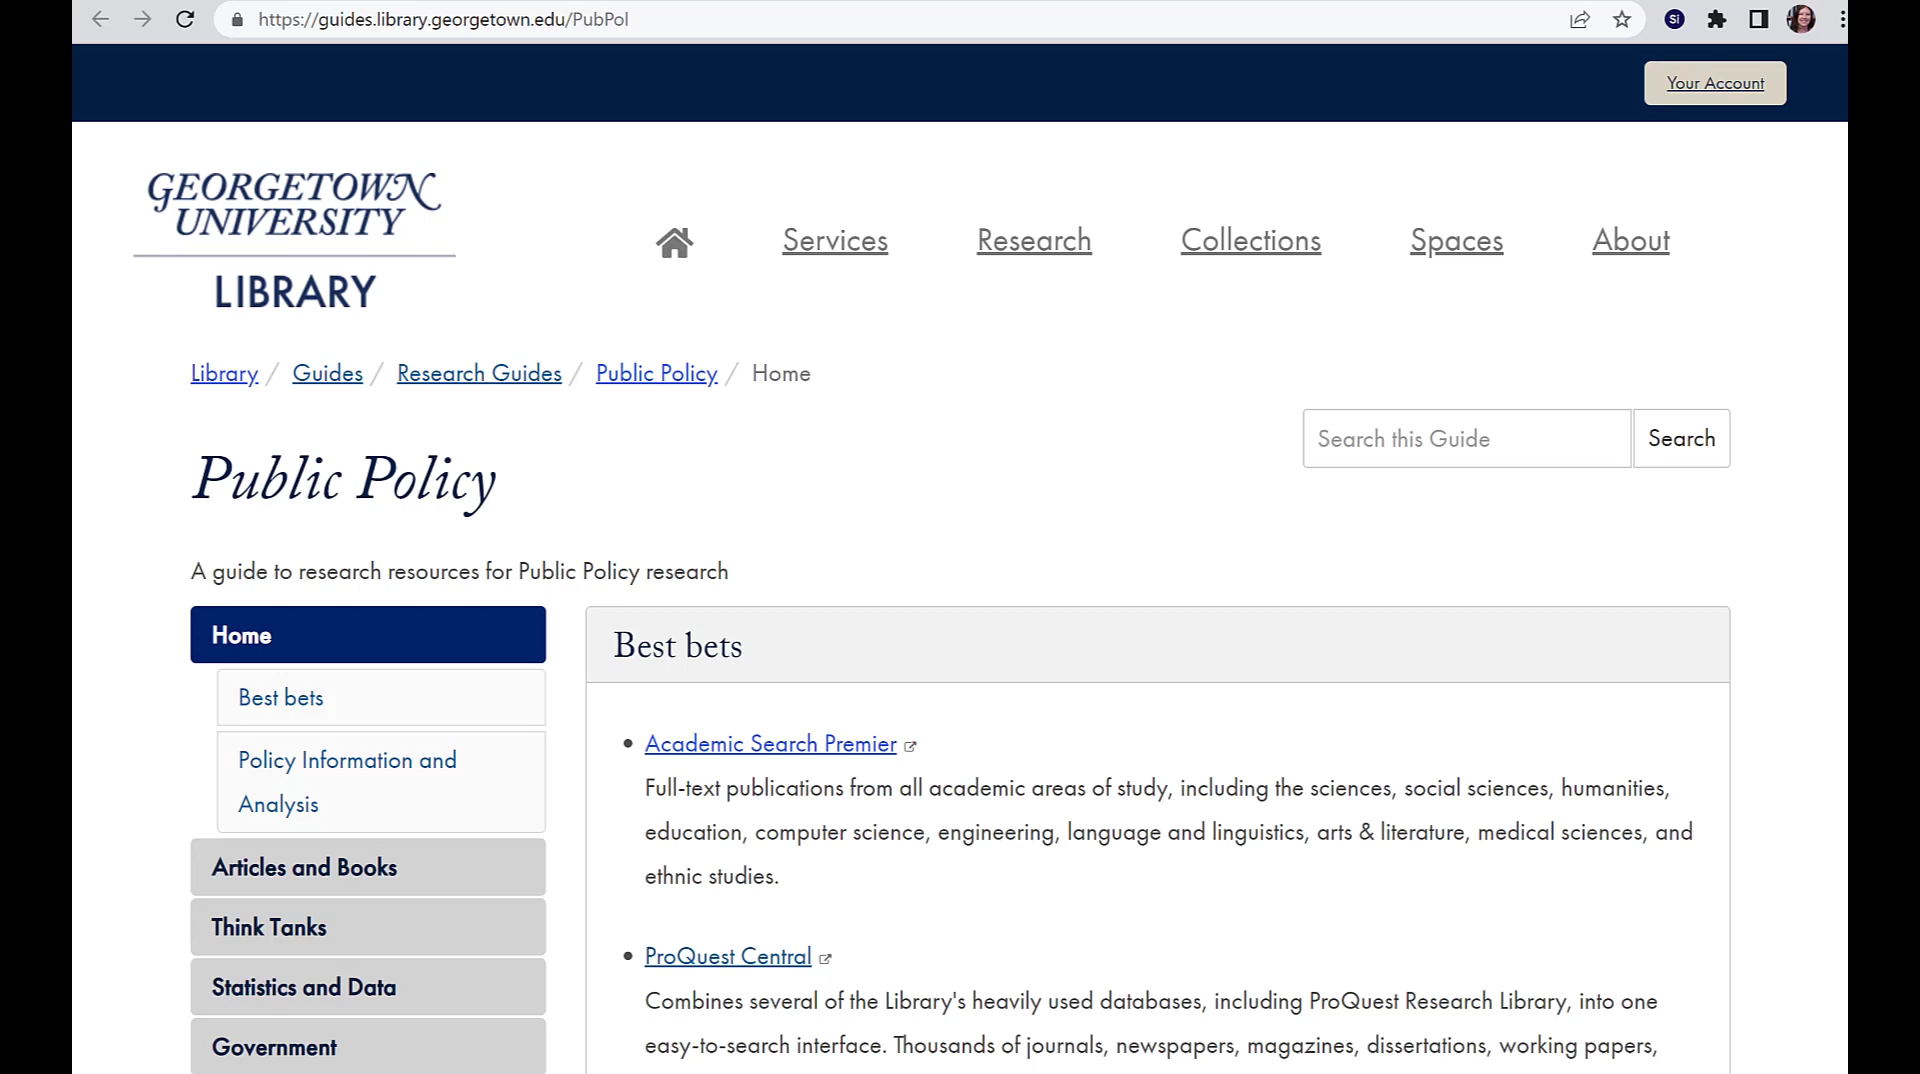 https://guides.library.georgetown.edu/PubPol
Si
Your Account
GEORGETOWN
UNIVERSITY
LIBRARY
Services
Research
Collections
Spaces
About
Library / Guides / Research Guides / Public Policy / Home
Search this Guide
Search
Public Policy
A guide to research resources for Public Policy research
Home
Best bets
Policy Information and
Analysis
Articles and Books
Think Tanks
Statistics and Data
Government
Best bets
• Academic Search Premier
Full-text publications from all academic areas of study, including the sciences, social sciences, humanities,
education, computer science, engineering, language and linguistics, arts & literature, medical sciences, and
ethnic studies.
• ProQuest Central
Combines several of the Library's heavily used databases, including ProQuest Research Library, into one
easy-to-search interface. Thousands of journals, newspapers, magazines, dissertations, working papers,